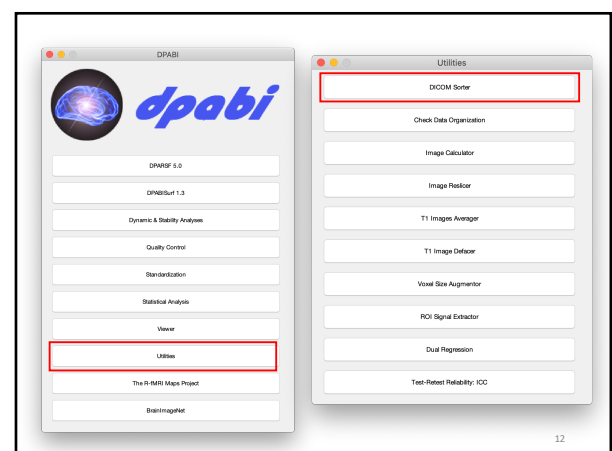 DPABI
dpabi
DPARSF 5.0
DPABISurf 1.3
Dynamic & Stability Analyses
Quality Control
Standardization
Statistical Analysis
Viewer
Utilities
The R-fMRI Maps Project
BrainImageNet
Utilities
DICOM Sorter
Check Data Organization
Image Calculator
Image Reslicer
T1 Images Averager
T1 Image Defacer
Voxel Size Augmentor
ROI Signal Extractor
Dual Regression
Test-Retest Reliability: ICC
12